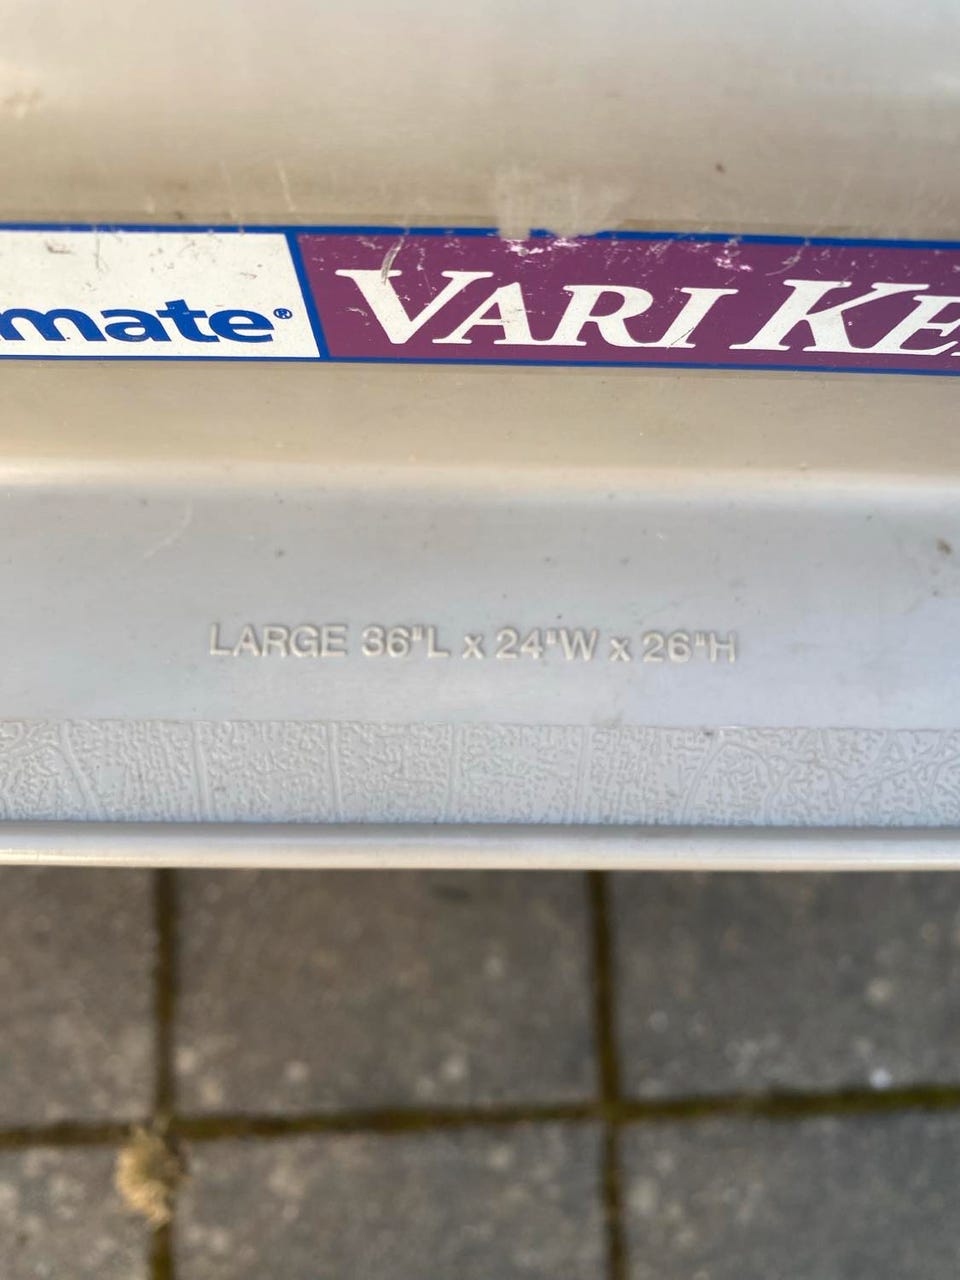 mate® VARI KE
LARGE 36"L x 24"W x 26"H